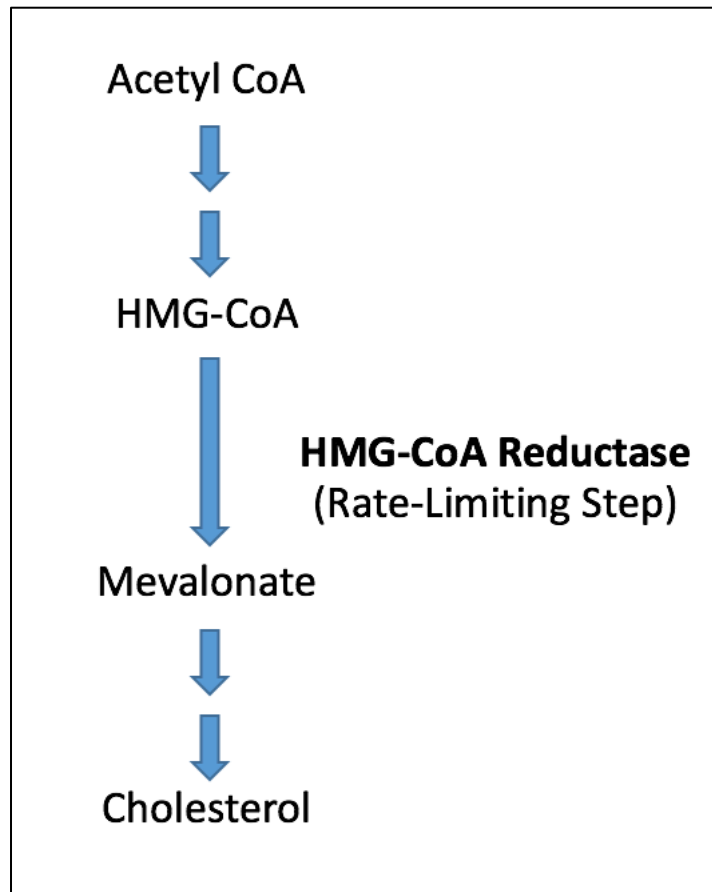 Acetyl CoA
HMG-CoA
HMG-CoA Reductase
(Rate-Limiting Step)
Mevalonate
Cholesterol